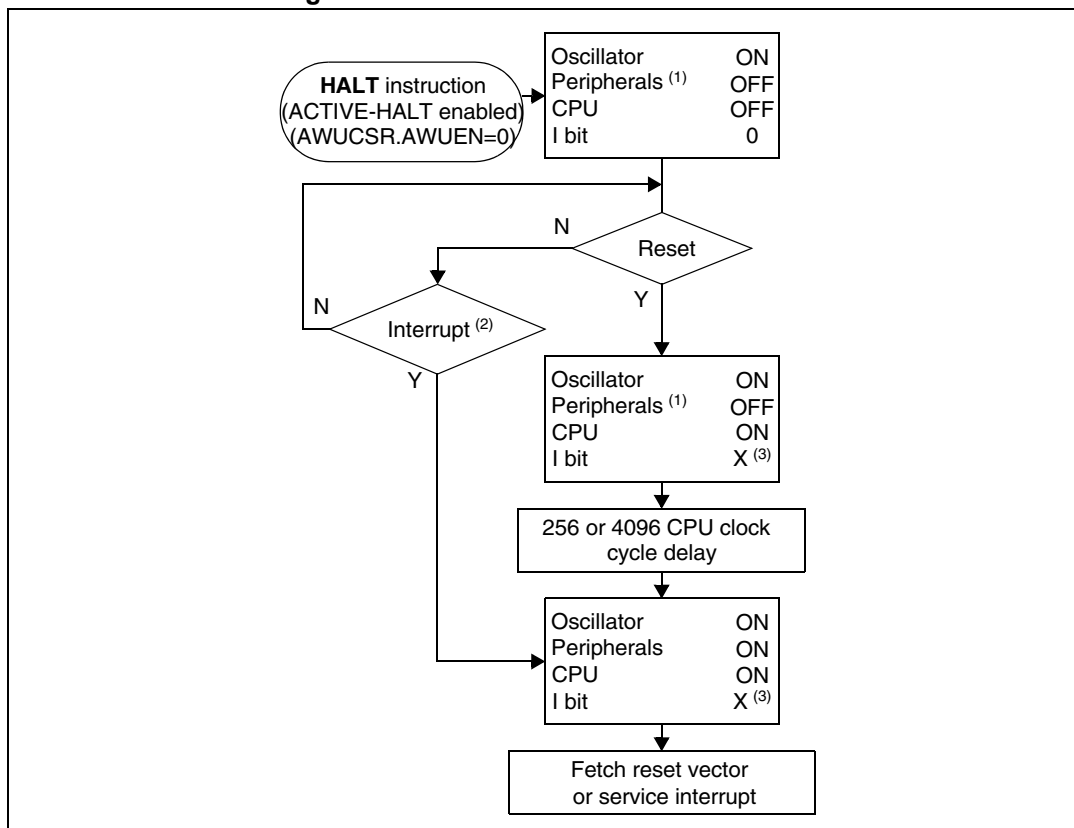 HALT instruction
(ACTIVE-HALT enabled)
(AWUCSR.AWUEN=0)
Oscillator ON
Peripherals (1) OFF
CPU OFF
I bit 0
N
Reset
Y
N
Interrupt (2)
Y
Oscillator ON
Peripherals (1) OFF
CPU ON
I bit X (3)
256 or 4096 CPU clock
cycle delay
Oscillator ON
Peripherals ON
CPU ON
I bit X (3)
Fetch reset vector
or service interrupt